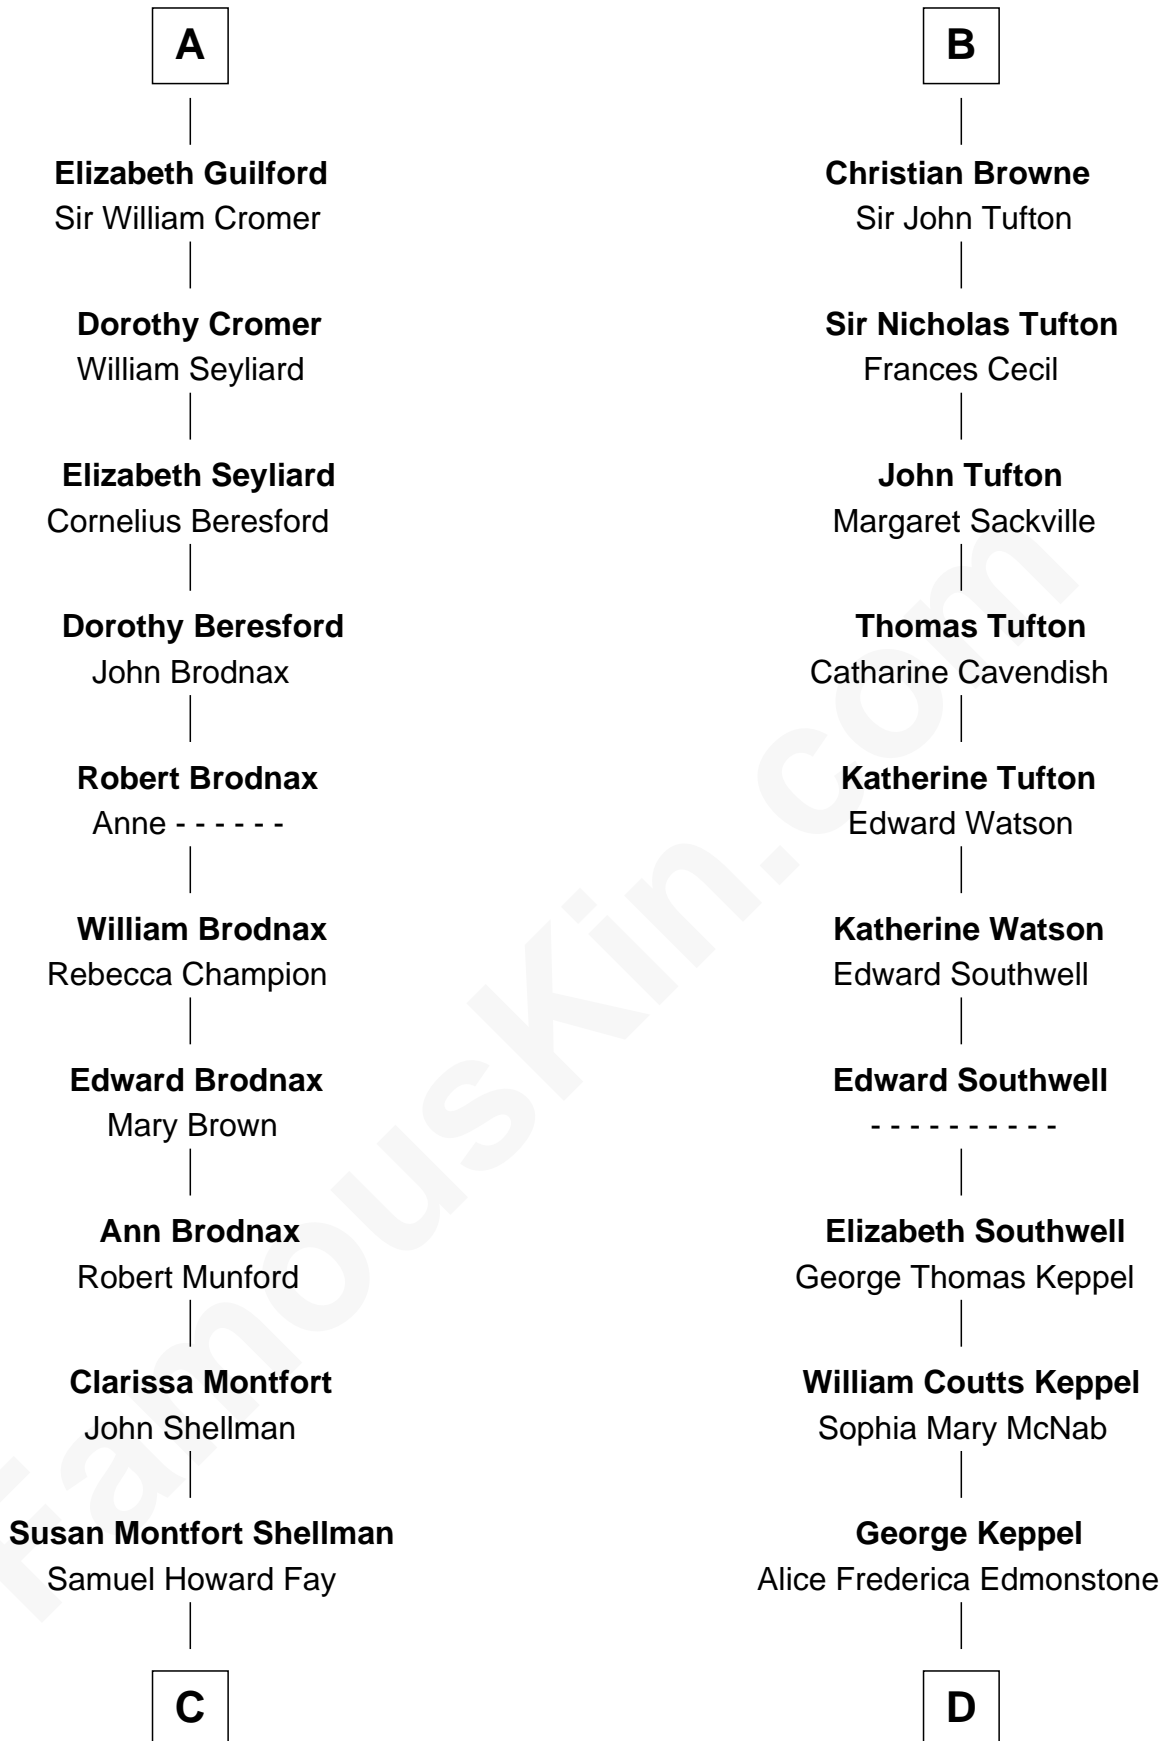 A
Elizabeth Guilford
Sir William Cromer
Dorothy Cromer
William Seyliard
Elizabeth Seyliard
Cornelius Beresford
Dorothy Beresford
John Brodnax
Robert Brodnax
Anne - - - - - -
William Brodnax
Rebecca Champion
Edward Brodnax
Mary Brown
Ann Brodnax
Robert Munford
Clarissa Montfort
John Shellman
Susan Montfort Shellman
Samuel Howard Fay
C
B
Christian Browne
Sir John Tufton
Sir Nicholas Tufton
Frances Cecil
John Tufton
Margaret Sackville
Thomas Tufton
Catharine Cavendish
Katherine Tufton
Edward Watson
Katherine Watson
Edward Southwell
Edward Southwell
- - - - - - - - - -
Elizabeth Southwell
George Thomas Keppel
William Coutts Keppel
Sophia Mary McNab
George Keppel
Alice Frederica Edmonstone
D
FamousKin.com